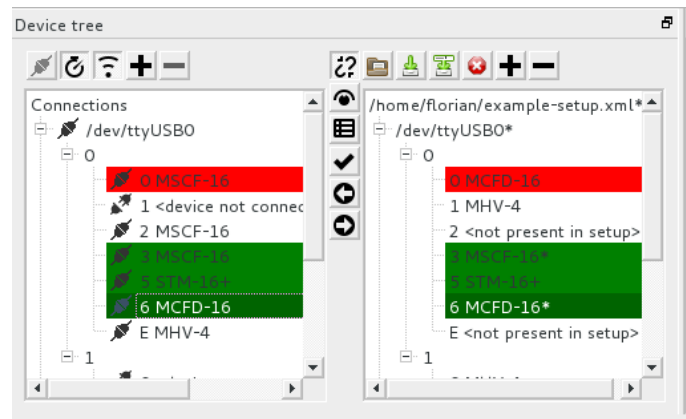 Device tree
Connections
/dev/ttyUSB0
0
0 MSCF-16
1 <device not connec
2 MSCF-16
3 MSCF-16
5 STM-16+
6 MCFD-16
E MHV-4
1
/home/florian/example-setup.xml*
/dev/ttyUSB0*
0
0 MCFD-16
1 MHV-4
2 <not present in setup>
3 MSCF-16*
5 STM-16+
6 MCFD-16*
E <not present in setup>
1